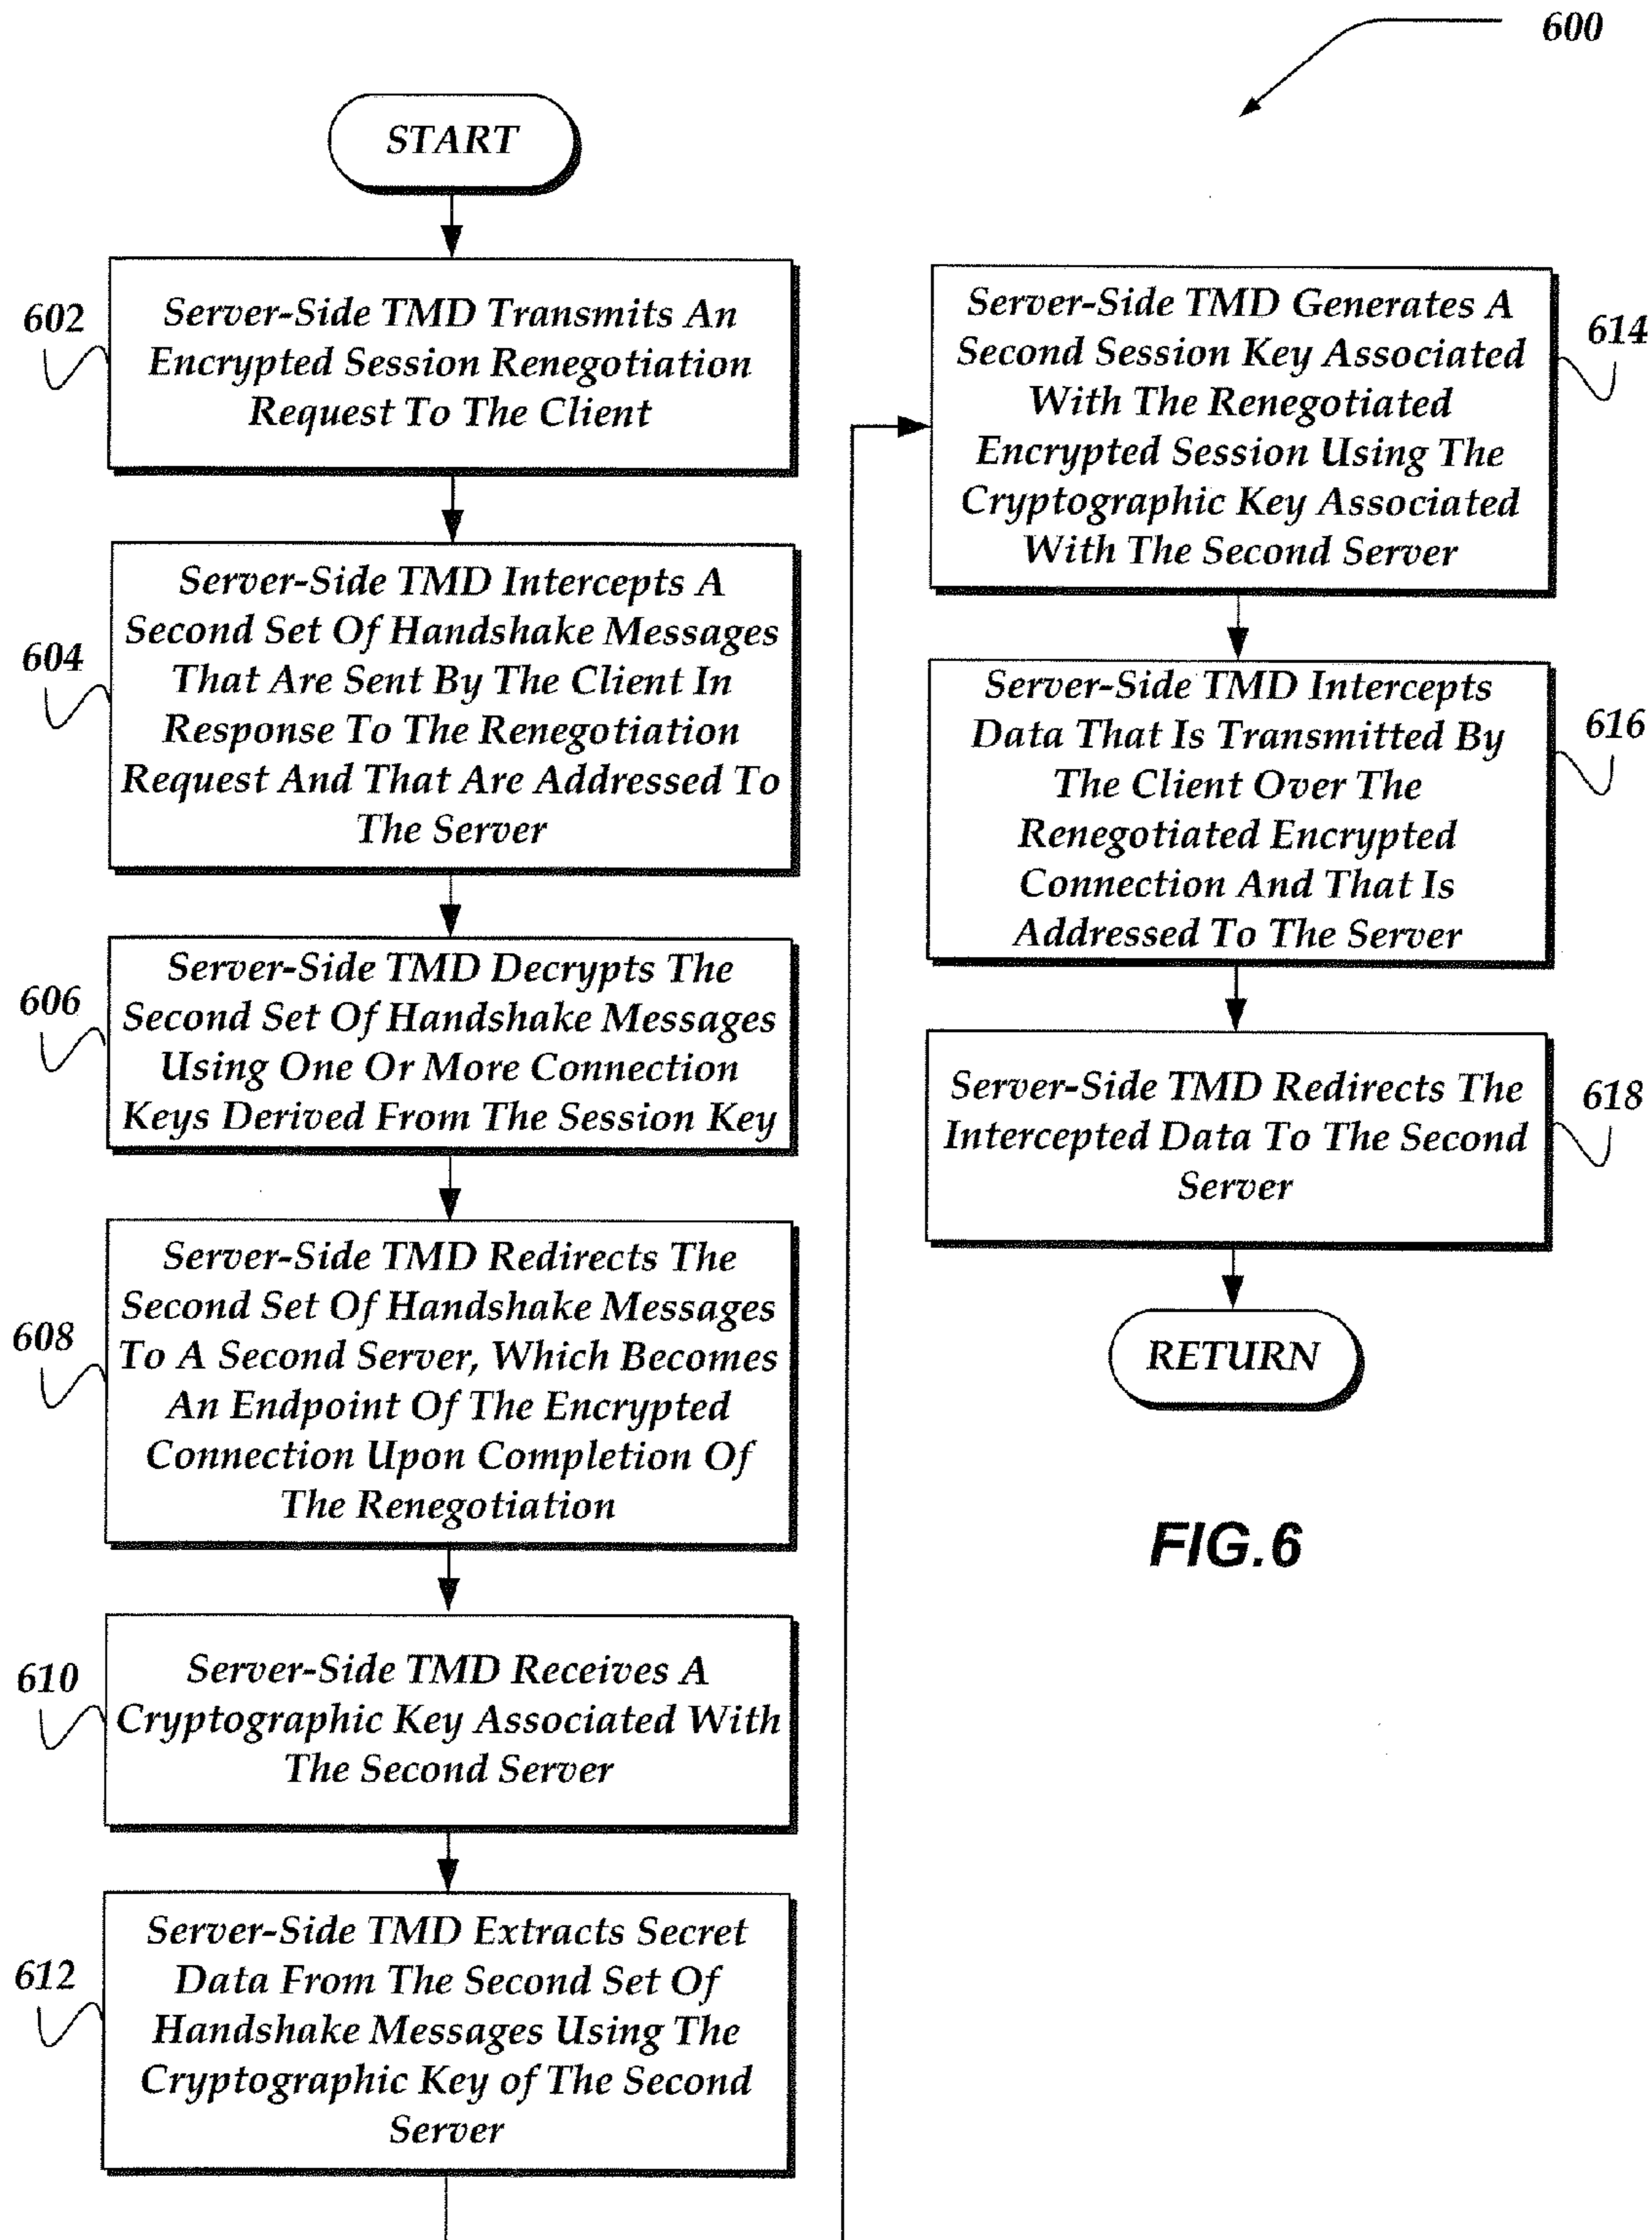 600
START
602
Server-Side TMD Transmits An
Encrypted Session Renegotiation
Request To The Client
604
Server-Side TMD Intercepts A
Second Set Of Handshake Messages
That Are Sent By The Client In
Response To The Renegotiation
Request And That Are Addressed To
The Server
606
Server-Side TMD Decrypts The
Second Set Of Handshake Messages
Using One Or More Connection
Keys Derived From The Session Key
608
Server-Side TMD Redirects The
Second Set Of Handshake Messages
To A Second Server, Which Becomes
An Endpoint Of The Encrypted
Connection Upon Completion Of
The Renegotiation
610
Server-Side TMD Receives A
Cryptographic Key Associated With
The Second Server
612
Server-Side TMD Extracts Secret
Data From The Second Set Of
Handshake Messages Using The
Cryptographic Key of The Second
Server
614
Server-Side TMD Generates A
Second Session Key Associated
With The Renegotiated
Encrypted Session Using The
Cryptographic Key Associated
With The Second Server
616
Server-Side TMD Intercepts
Data That Is Transmitted By
The Client Over The
Renegotiated Encrypted
Connection And That Is
Addressed To The Server
618
Server-Side TMD Redirects The
Intercepted Data To The Second
Server
RETURN
FIG.6